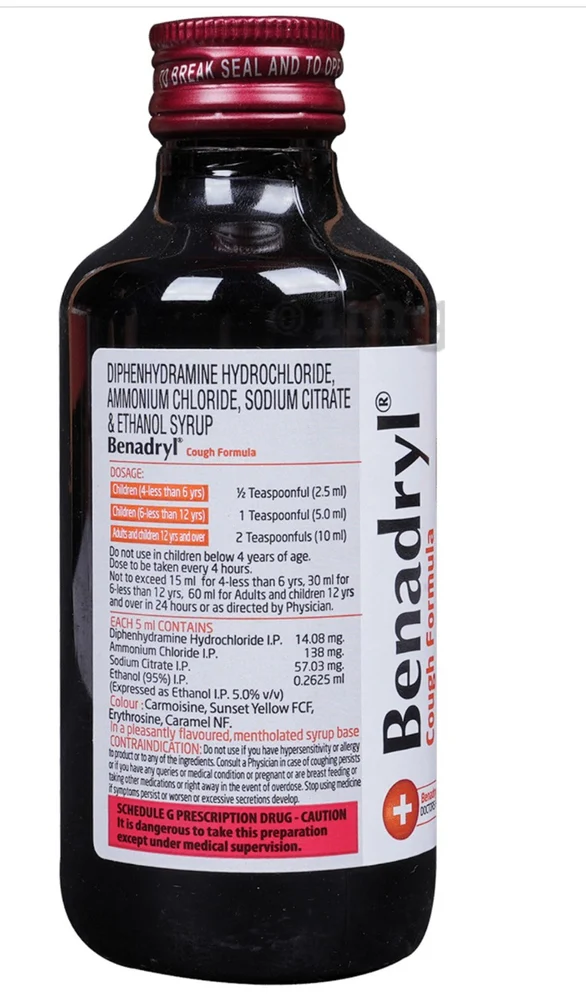 TO BREAK SEAL AND TO OPE
DIPHENHYDRAMINE HYDROCHLORIDE,
AMMONIUM CHLORIDE, SODIUM CITRATE
& ETHANOL SYRUP
Benadryl® Cough Formula
DOSAGE:
Children (4-less than 6 yrs) ½ Teaspoonful (2.5 ml)
Children (6-less than 12 yrs) 1 Teaspoonful (5.0 ml)
Adults and children 12 yrs and over 2 Teaspoonfuls (10 ml)
Do not use in children below 4 years of age.
Dose to be taken every 4 hours.
Not to exceed 15 ml for 4-less than 6 yrs, 30 ml for
6-less than 12 yrs, 60 ml for Adults and children 12 yrs
and over in 24 hours or as directed by Physician.
EACH 5 ml CONTAINS
Diphenhydramine Hydrochloride I.P. 14.08 mg.
Ammonium Chloride I.P. 138 mg.
Sodium Citrate I.P. 57.03 mg.
Ethanol (95%) I.P. 0.2625 ml
(Expressed as Ethanol I.P. 5.0% v/v)
Colour : Carmoisine, Sunset Yellow FCF,
Erythrosine, Caramel NF.
In a pleasantly flavoured, mentholated syrup base
CONTRAINDICATION: Do not use if you have hypersensitivity or allergy
to product or to any of the ingredients. Consult a Physician in case of coughing persists
or if you have any queries or medical condition or pregnant or are breast feeding or
taking other medications or right away in the event of overdose. Stop using medicine
if symptoms persist or worsen or excessive secretions develop.
SCHEDULE G PRESCRIPTION DRUG - CAUTION
It is dangerous to take this preparation
except under medical supervision.
Benadryl®
Cough Formula